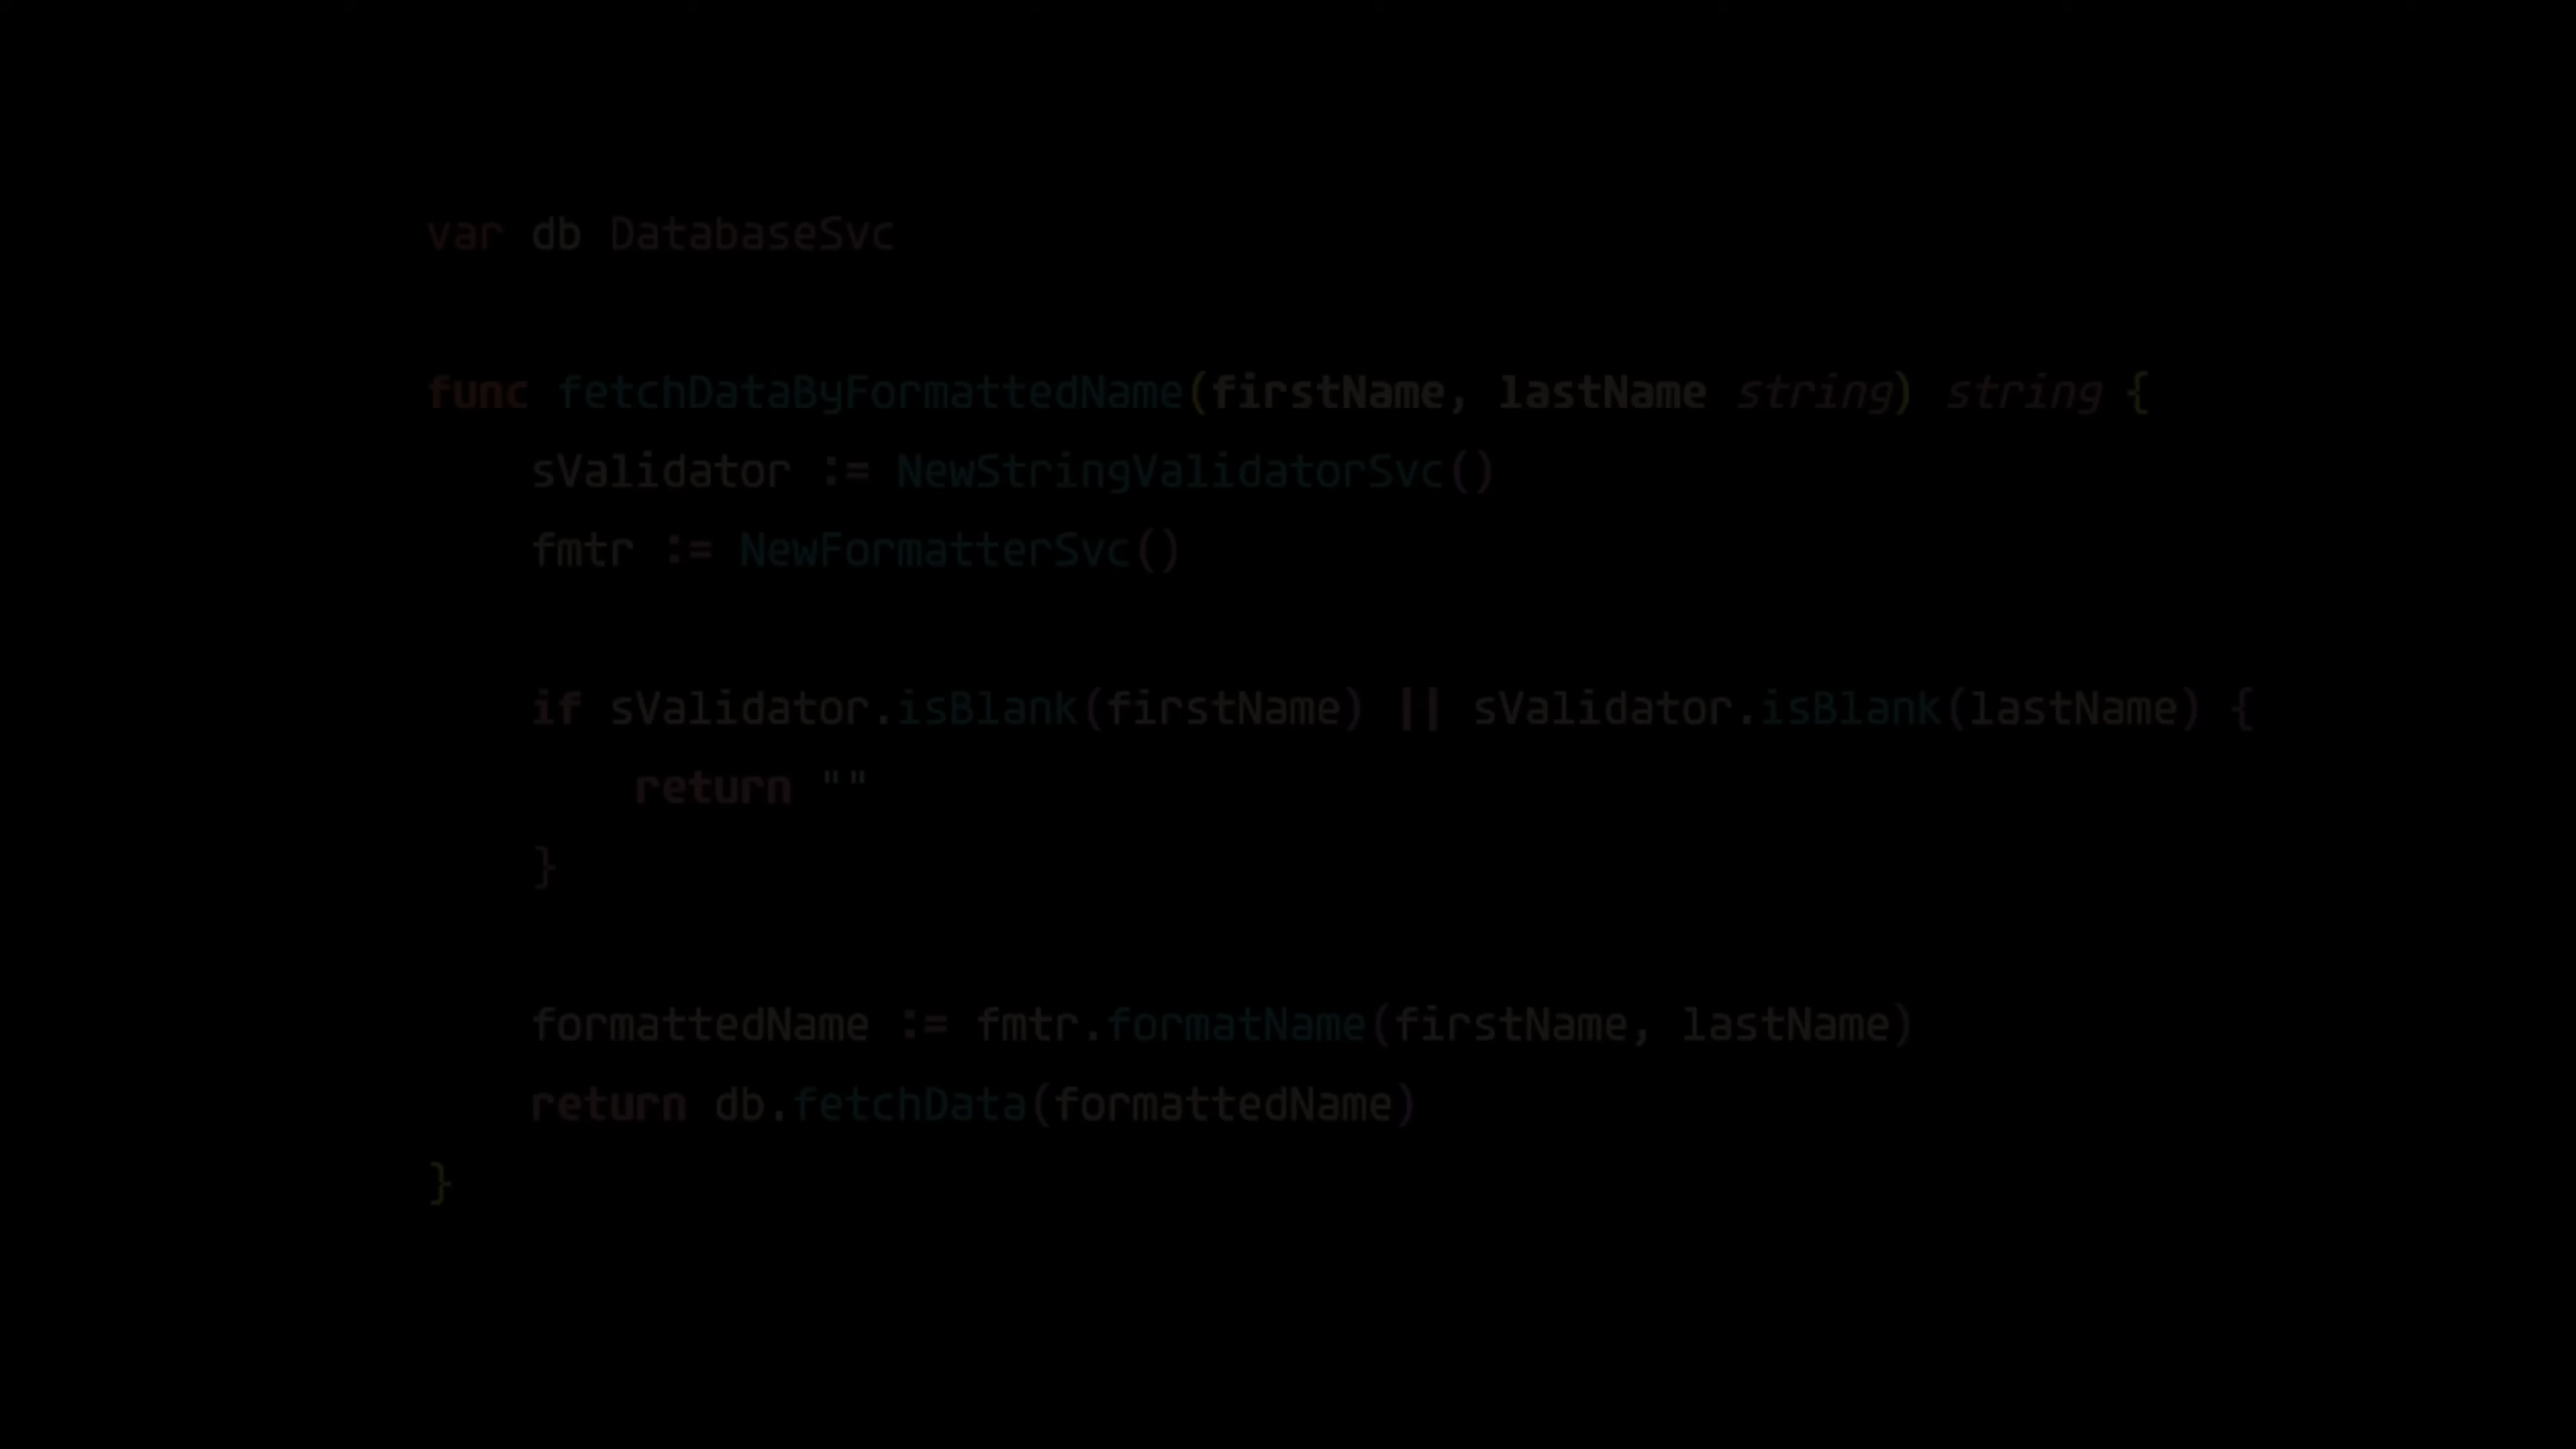 var db DatabaseSvc
func fetchDataByFormattedName(firstName, lastName string) string {
sValidator := NewStringValidatorSvc()
fmtr := NewFormatterSvc()
if sValidator.isBlank(firstName) || sValidator.isBlank(lastName) {
return ""
}
formattedName := fmtr.formatName(firstName, lastName)
return db.fetchData(formattedName)
}